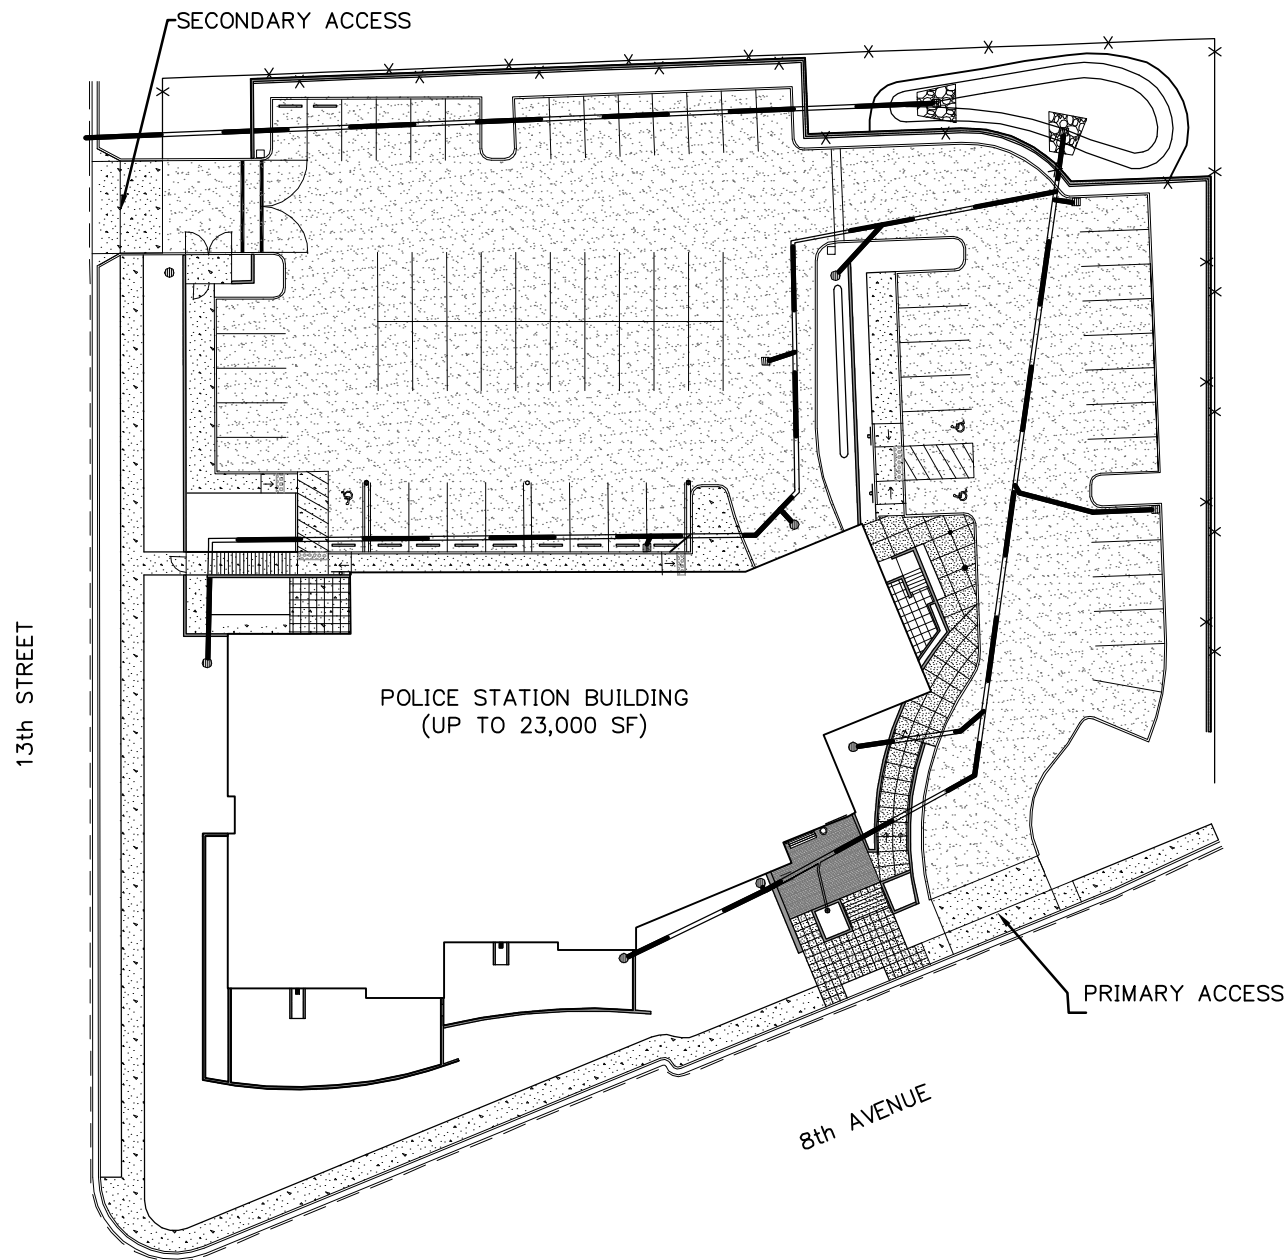 SECONDARY ACCESS
13th STREET
POLICE STATION BUILDING
(UP TO 23,000 SF)
PRIMARY ACCESS
8th AVENUE